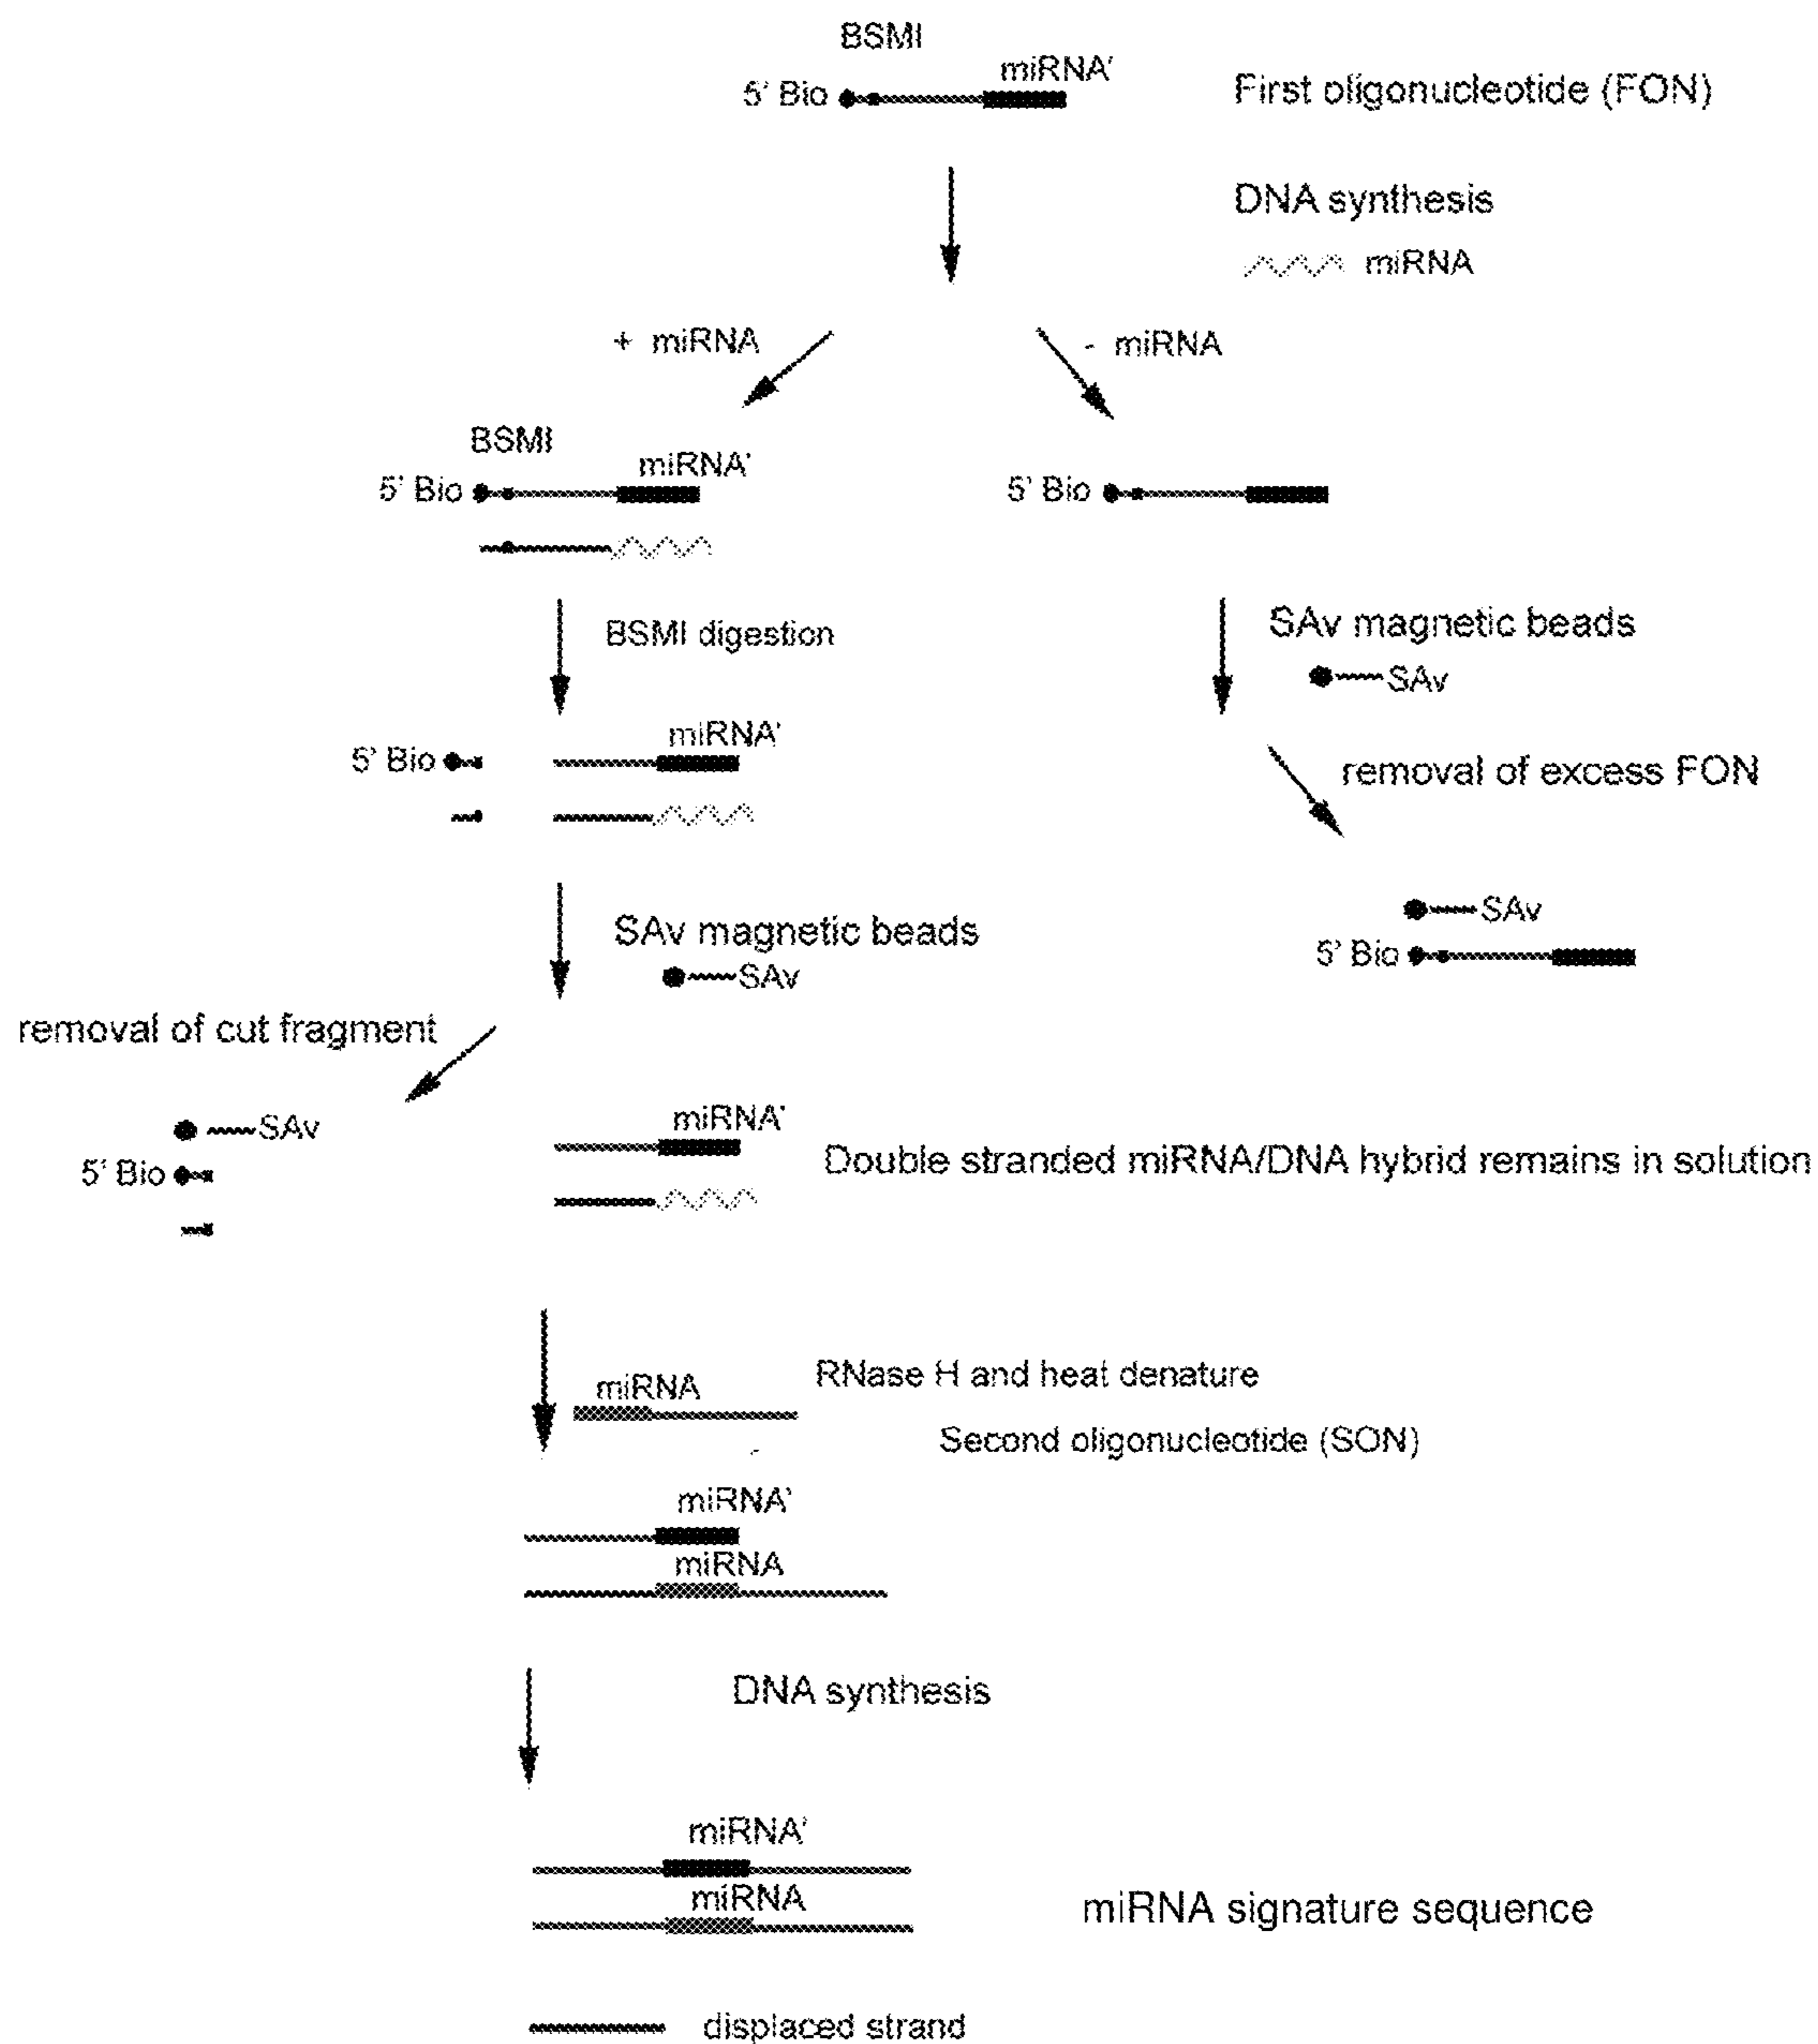 BSMI
miRNA'
5' Bio
First oligonucleotide (FON)
DNA synthesis
miRNA
+ miRNA
- miRNA
BSMI
miRNA'
5' Bio
5' Bio
BSMI digestion
SAv magnetic beads
SAv
miRNA'
5' Bio
removal of excess FON
SAv magnetic beads
SAv
SAv
5' Bio
removal of cut fragment
SAv
5' Bio
miRNA'
Double stranded miRNA/DNA hybrid remains in solution
RNase H and heat denature
miRNA
Second oligonucleotide (SON)
miRNA'
miRNA
DNA synthesis
miRNA'
miRNA
miRNA signature sequence
displaced strand